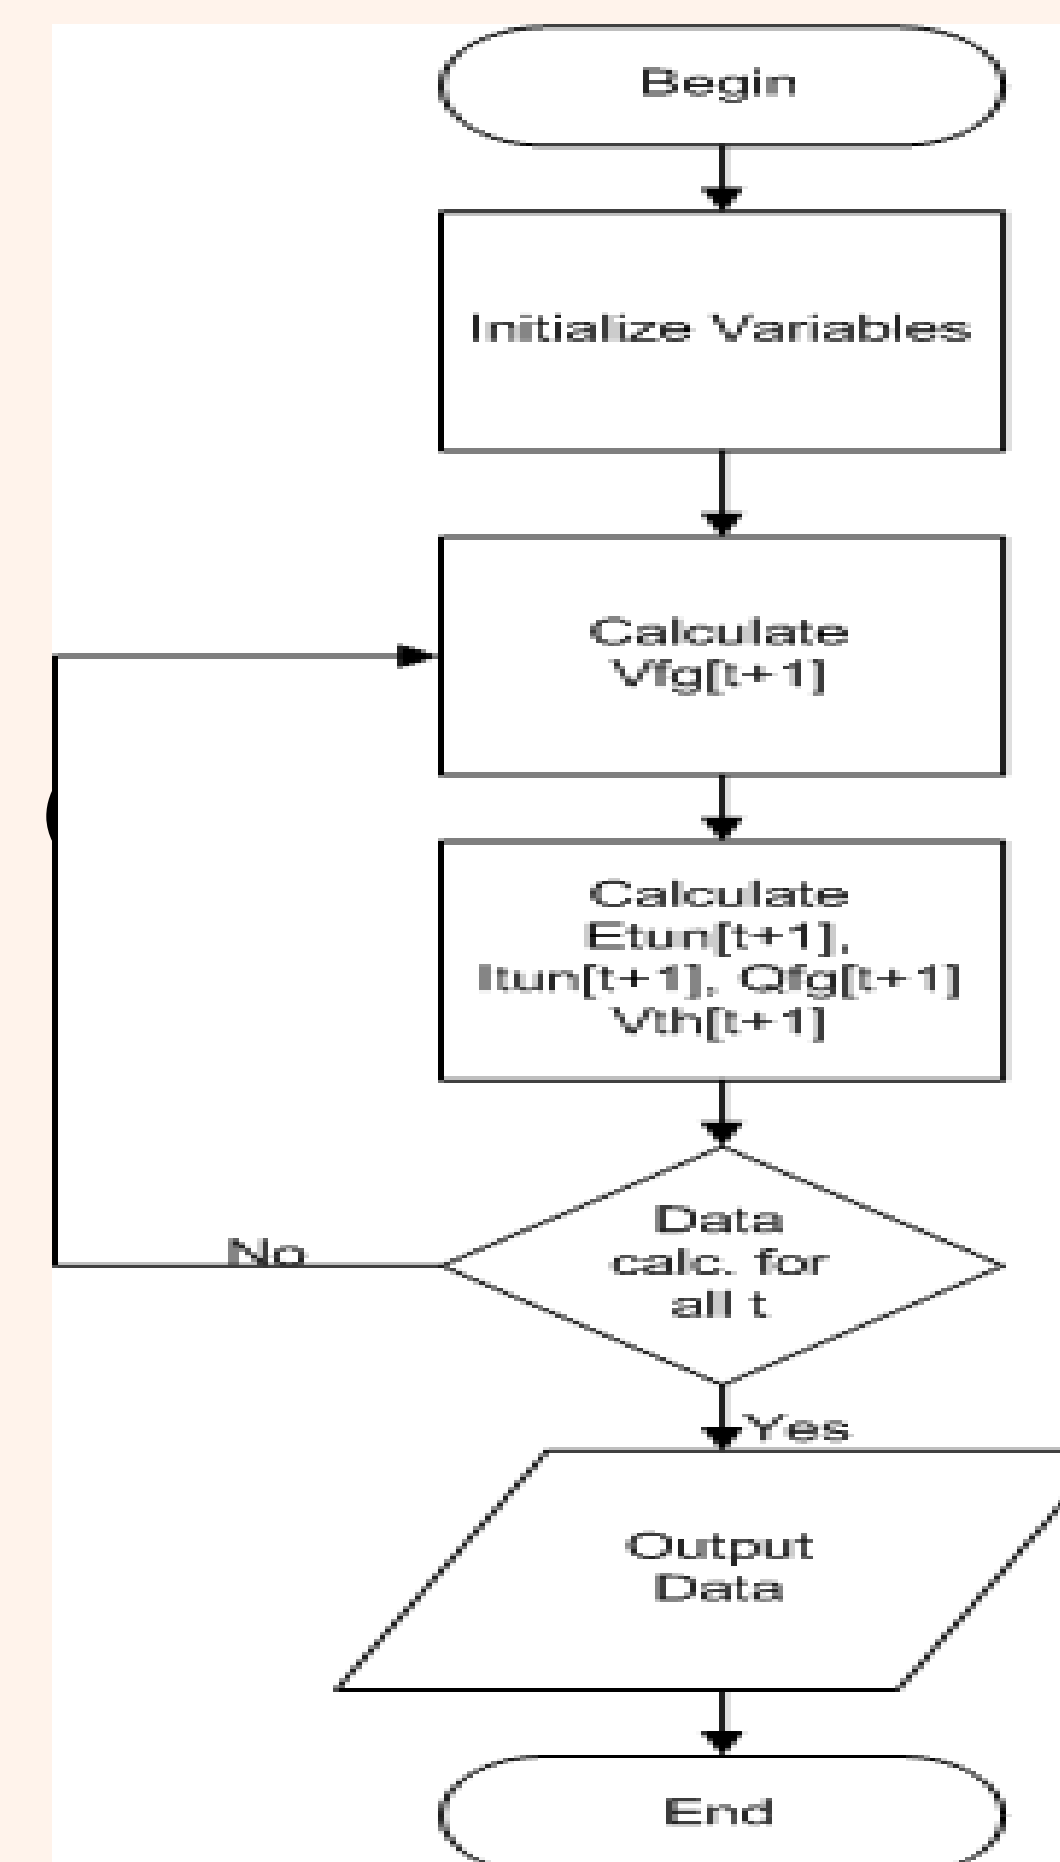 Begin
Initialize Variables
Calculate
Vfg[t+1]
Calculate
Etun[t+1],
Itun[t+1], Qfg[t+1]
Vth[t+1]
Data
calc. for
all t
No
Yes
Output
Data
End